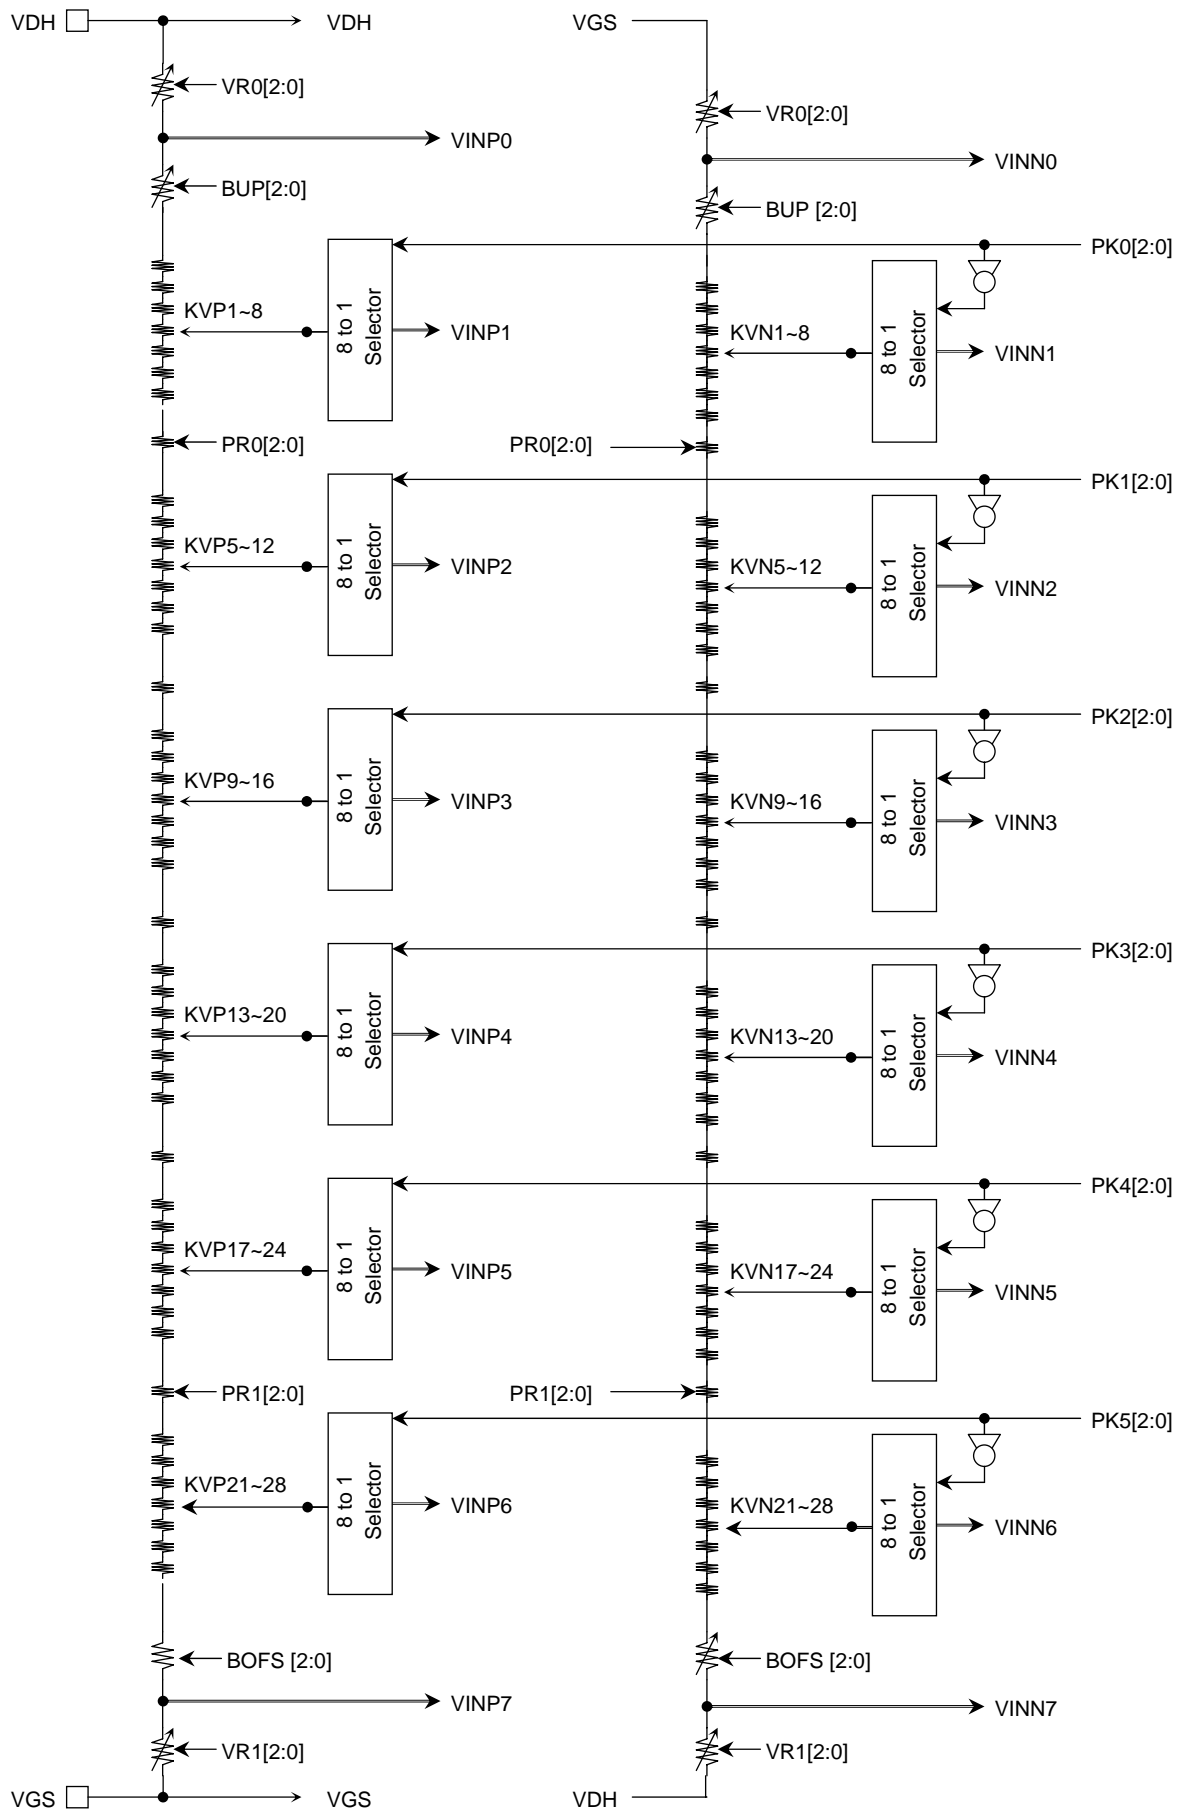 VDH
VDH
VGS
VR0[2:0]
VR0[2:0]
VINP0
VINN0
BUP[2:0]
BUP [2:0]
PK0[2:0]
KVP1~8
8 to 1
Selector
VINP1
KVN1~8
8 to 1
Selector
VINN1
PR0[2:0]
PR0[2:0]
PK1[2:0]
KVP5~12
8 to 1
Selector
VINP2
KVN5~12
8 to 1
Selector
VINN2
PK2[2:0]
KVP9~16
8 to 1
Selector
VINP3
KVN9~16
8 to 1
Selector
VINN3
PK3[2:0]
KVP13~20
8 to 1
Selector
VINP4
KVN13~20
8 to 1
Selector
VINN4
PK4[2:0]
KVP17~24
8 to 1
Selector
VINP5
KVN17~24
8 to 1
Selector
VINN5
PR1[2:0]
PR1[2:0]
PK5[2:0]
KVP21~28
8 to 1
Selector
VINP6
KVN21~28
8 to 1
Selector
VINN6
BOFS [2:0]
BOFS [2:0]
VINP7
VINN7
VR1[2:0]
VR1[2:0]
VGS
VGS
VDH